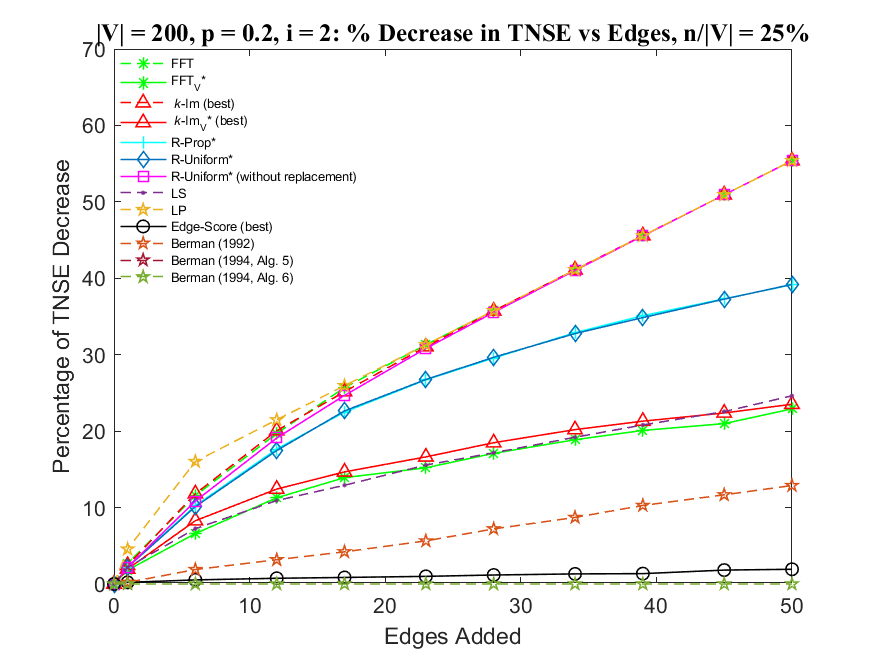 |V| = 200, p = 0.2, i = 2: % Decrease in TNSE vs Edges, n/|V| = 25%
70
60
50
40
30
20
10
0
Percentage of TNSE Decrease
FFT
FFT_V*
k-lm (best)
k-lm_V* (best)
R-Prop*
R-Uniform*
R-Uniform* (without replacement)
LS
LP
Edge-Score (best)
Berman (1992)
Berman (1994, Alg. 5)
Berman (1994, Alg. 6)
0 10 20 30 40 50
Edges Added